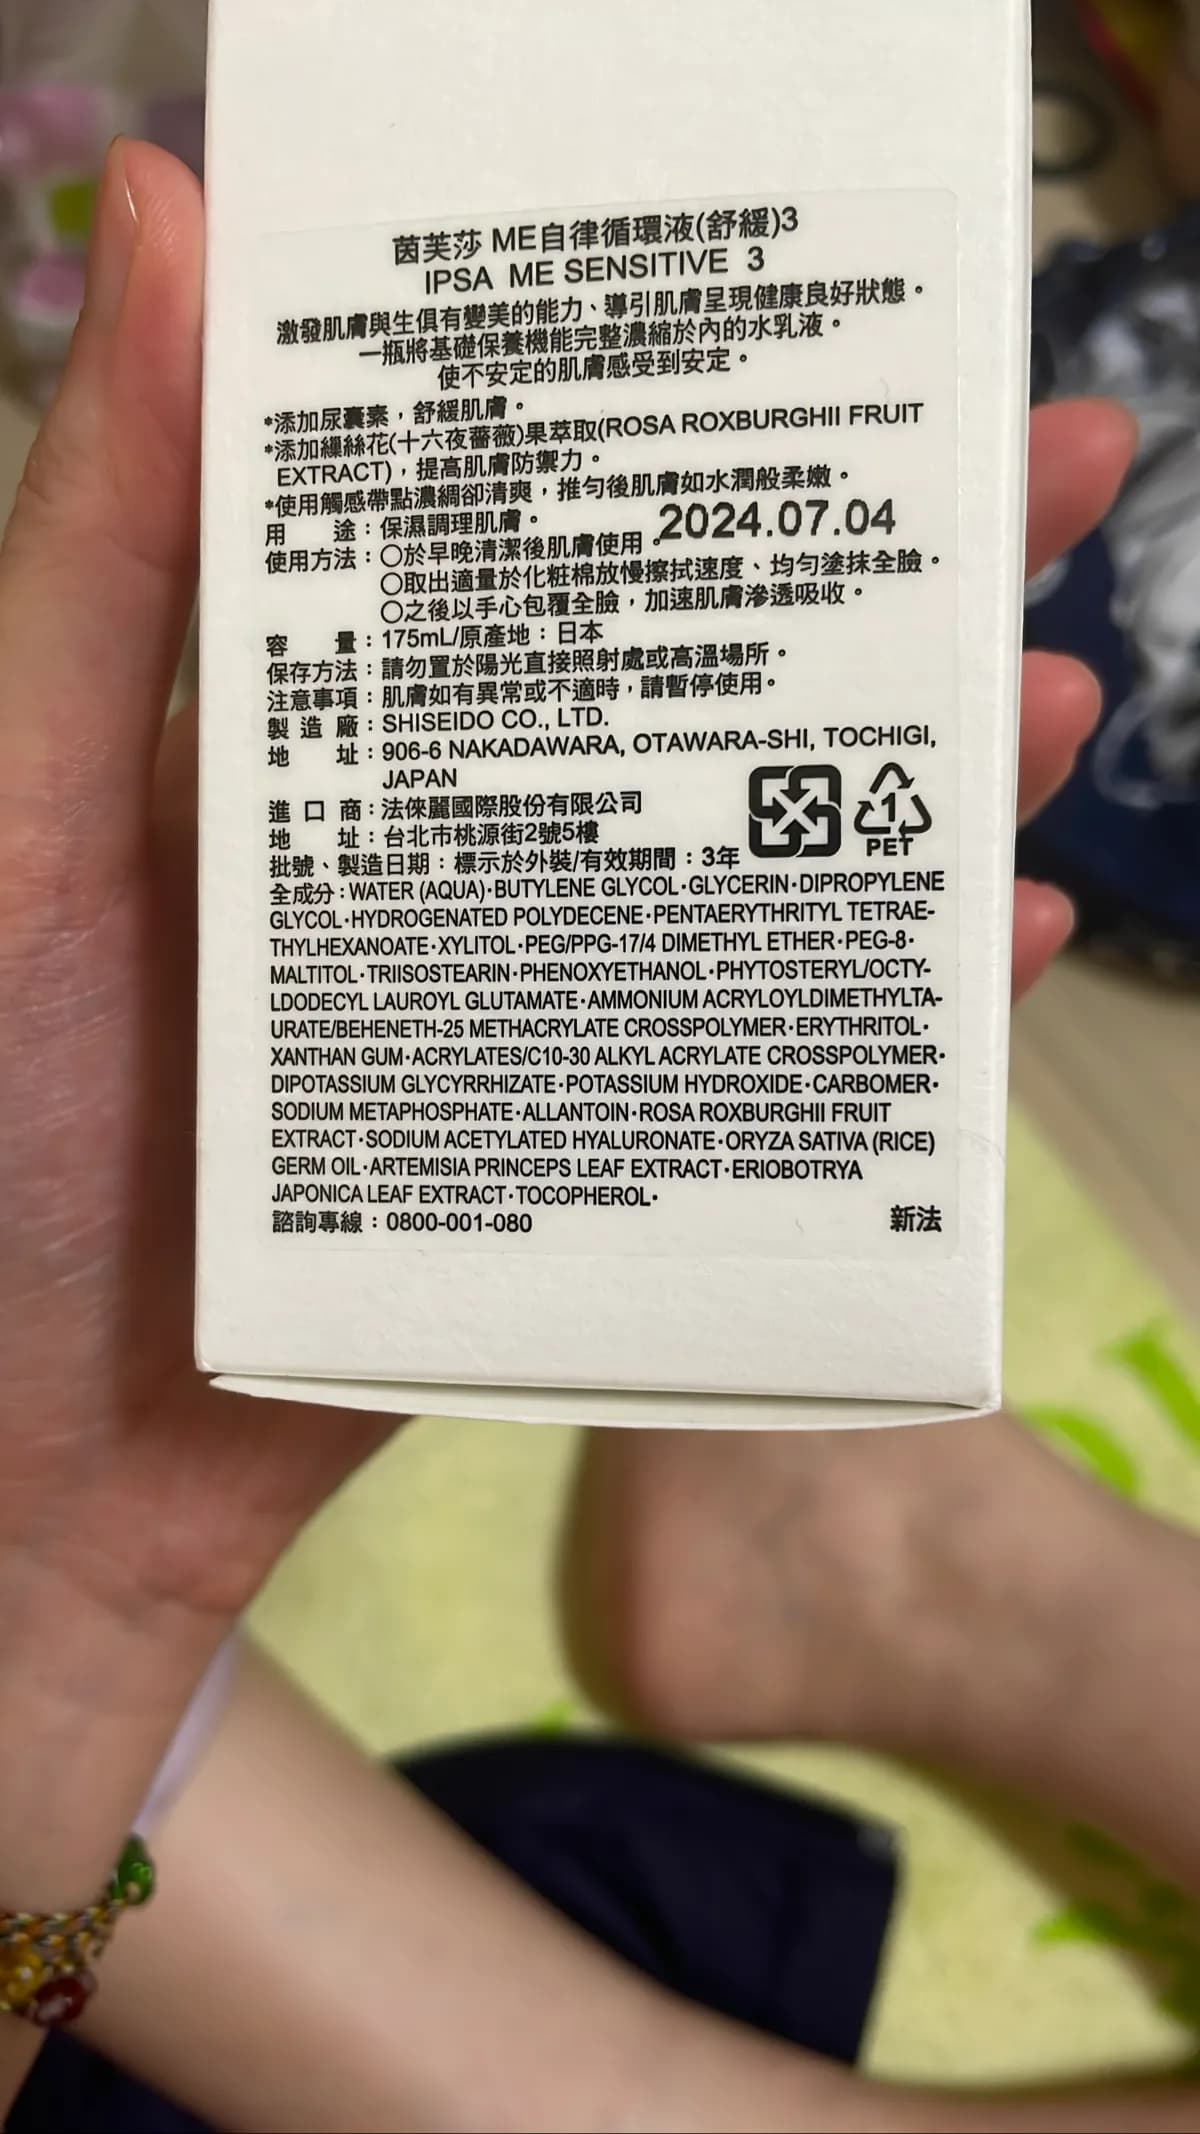 茵芙莎 ME自律循環液(舒緩)3
IPSA ME SENSITIVE 3
激發肌膚與生俱有變美的能力、導引肌膚呈現健康良好狀態。
一瓶將基礎保養機能完整濃縮於內的水乳液。
使不安定的肌膚感受到安定。
*添加尿囊素，舒緩肌膚。
*添加繅絲花(十六夜薔薇)果萃取(ROSA ROXBURGHII FRUIT
EXTRACT)，提高肌膚防禦力。
*使用觸感帶點濃綢卻清爽，推勻後肌膚如水潤般柔嫩。
用 途：保濕調理肌膚。
2024.07.04
使用方法：○於早晚清潔後肌膚使用。
○取出適量於化粧棉放慢擦拭速度、均勻塗抹全臉。
○之後以手心包覆全臉，加速肌膚滲透吸收。
容 量：175mL/原產地：日本
保存方法：請勿置於陽光直接照射處或高溫場所。
注意事項：肌膚如有異常或不適時，請暫停使用。
製 造 廠：SHISEIDO CO., LTD.
地 址：906-6 NAKADAWARA, OTAWARA-SHI, TOCHIGI,
JAPAN
進 口 商：法倈麗國際股份有限公司
地 址：台北市桃源街2號5樓
批號、製造日期：標示於外裝/有效期間：3年
1
PET
全成分：WATER (AQUA)·BUTYLENE GLYCOL·GLYCERIN·DIPROPYLENE
GLYCOL·HYDROGENATED POLYDECENE·PENTAERYTHRITYL TETRAE-
THYLHEXANOATE·XYLITOL·PEG/PPG-17/4 DIMETHYL ETHER·PEG-8·
MALTITOL·TRIISOSTEARIN·PHENOXYETHANOL·PHYTOSTERYL/OCTY-
LDODECYL LAUROYL GLUTAMATE·AMMONIUM ACRYLOYLDIMETHYLTA-
URATE/BEHENETH-25 METHACRYLATE CROSSPOLYMER·ERYTHRITOL·
XANTHAN GUM·ACRYLATES/C10-30 ALKYL ACRYLATE CROSSPOLYMER·
DIPOTASSIUM GLYCYRRHIZATE·POTASSIUM HYDROXIDE·CARBOMER·
SODIUM METAPHOSPHATE·ALLANTOIN·ROSA ROXBURGHII FRUIT
EXTRACT·SODIUM ACETYLATED HYALURONATE·ORYZA SATIVA (RICE)
GERM OIL·ARTEMISIA PRINCEPS LEAF EXTRACT·ERIOBOTRYA
JAPONICA LEAF EXTRACT·TOCOPHEROL·
諮詢專線：0800-001-080
新法